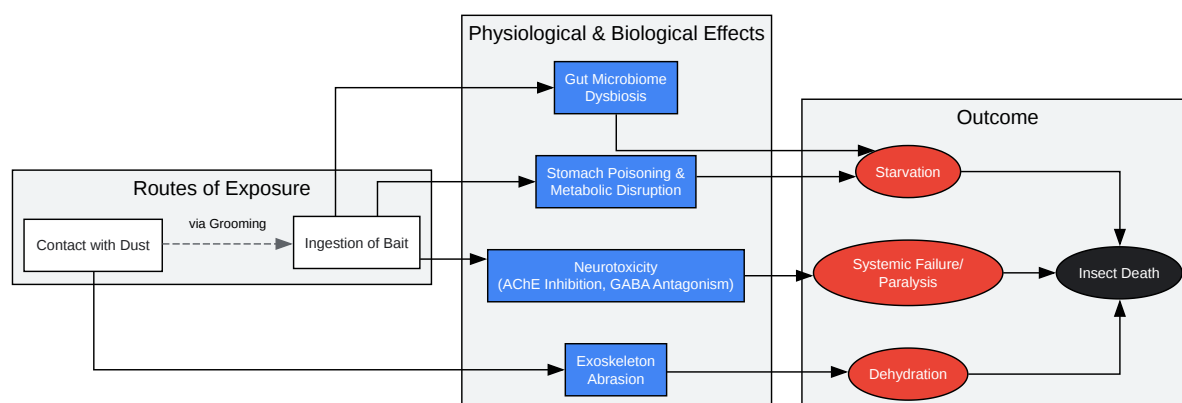 Physiological & Biological Effects
Gut Microbiome
Dysbiosis
Outcome
Stomach Poisoning &
Metabolic Disruption
Starvation
Routes of Exposure
via Grooming
Contact with Dust
Ingestion of Bait
Neurotoxicity
(AChE Inhibition, GABA Antagonism)
Systemic Failure/
Paralysis
Insect Death
Exoskeleton
Abrasion
Dehydration